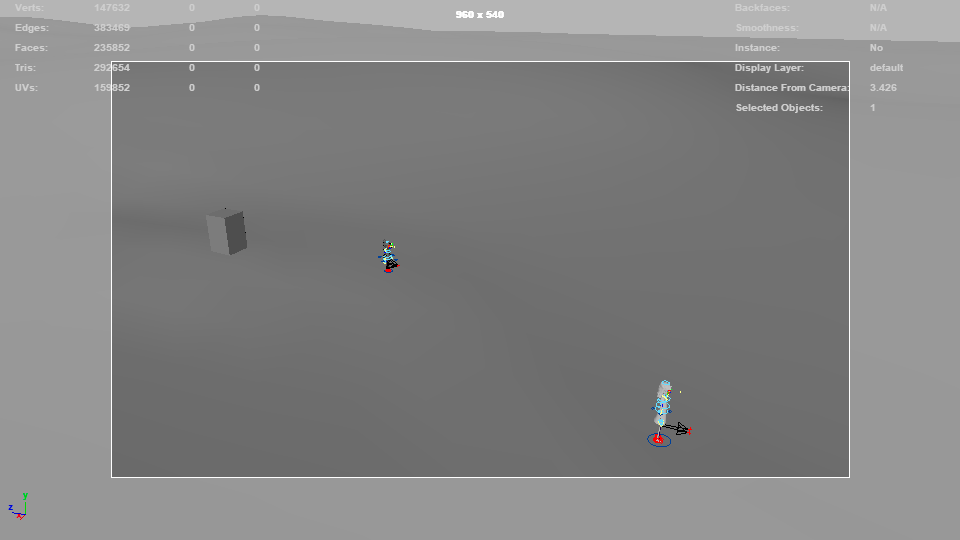 Verts: 147632 0 0
Edges: 383469 0 0
Faces: 235852 0 0
Tris: 292654 0 0
UVs: 159852 0 0
960 x 540
Backfaces: N/A
Smoothness: N/A
Instance: No
Display Layer: default
Distance From Camera: 3.426
Selected Objects: 1
y
z
x